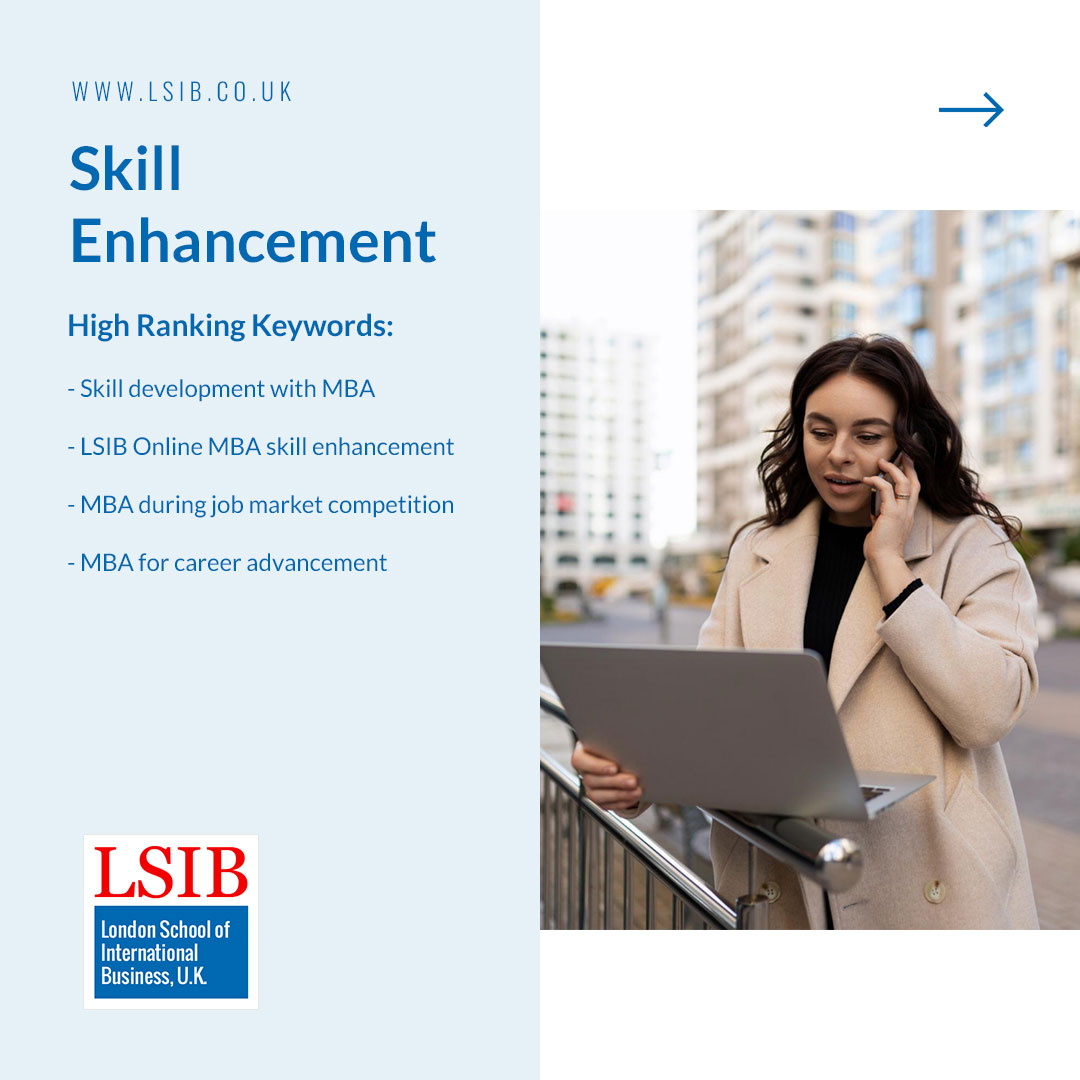 WWW.LSIB.CO.UK
Skill
Enhancement
High Ranking Keywords:
- Skill development with MBA
- LSIB Online MBA skill enhancement
- MBA during job market competition
- MBA for career advancement
LSIB
London School of
International
Business, U.K.